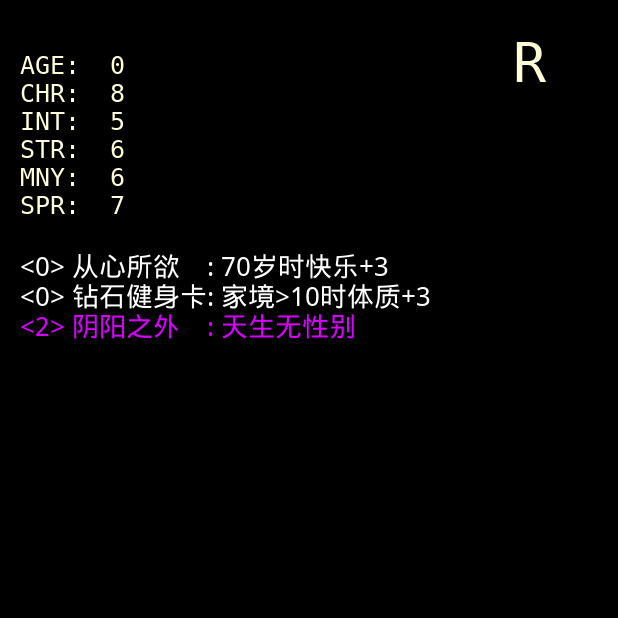 R
AGE: 0
CHR: 8
INT: 5
STR: 6
MNY: 6
SPR: 7
<0> 从心所欲 : 70岁时快乐+3
<0> 钻石健身卡: 家境>10时体质+3
<2> 阴阳之外 : 天生无性别